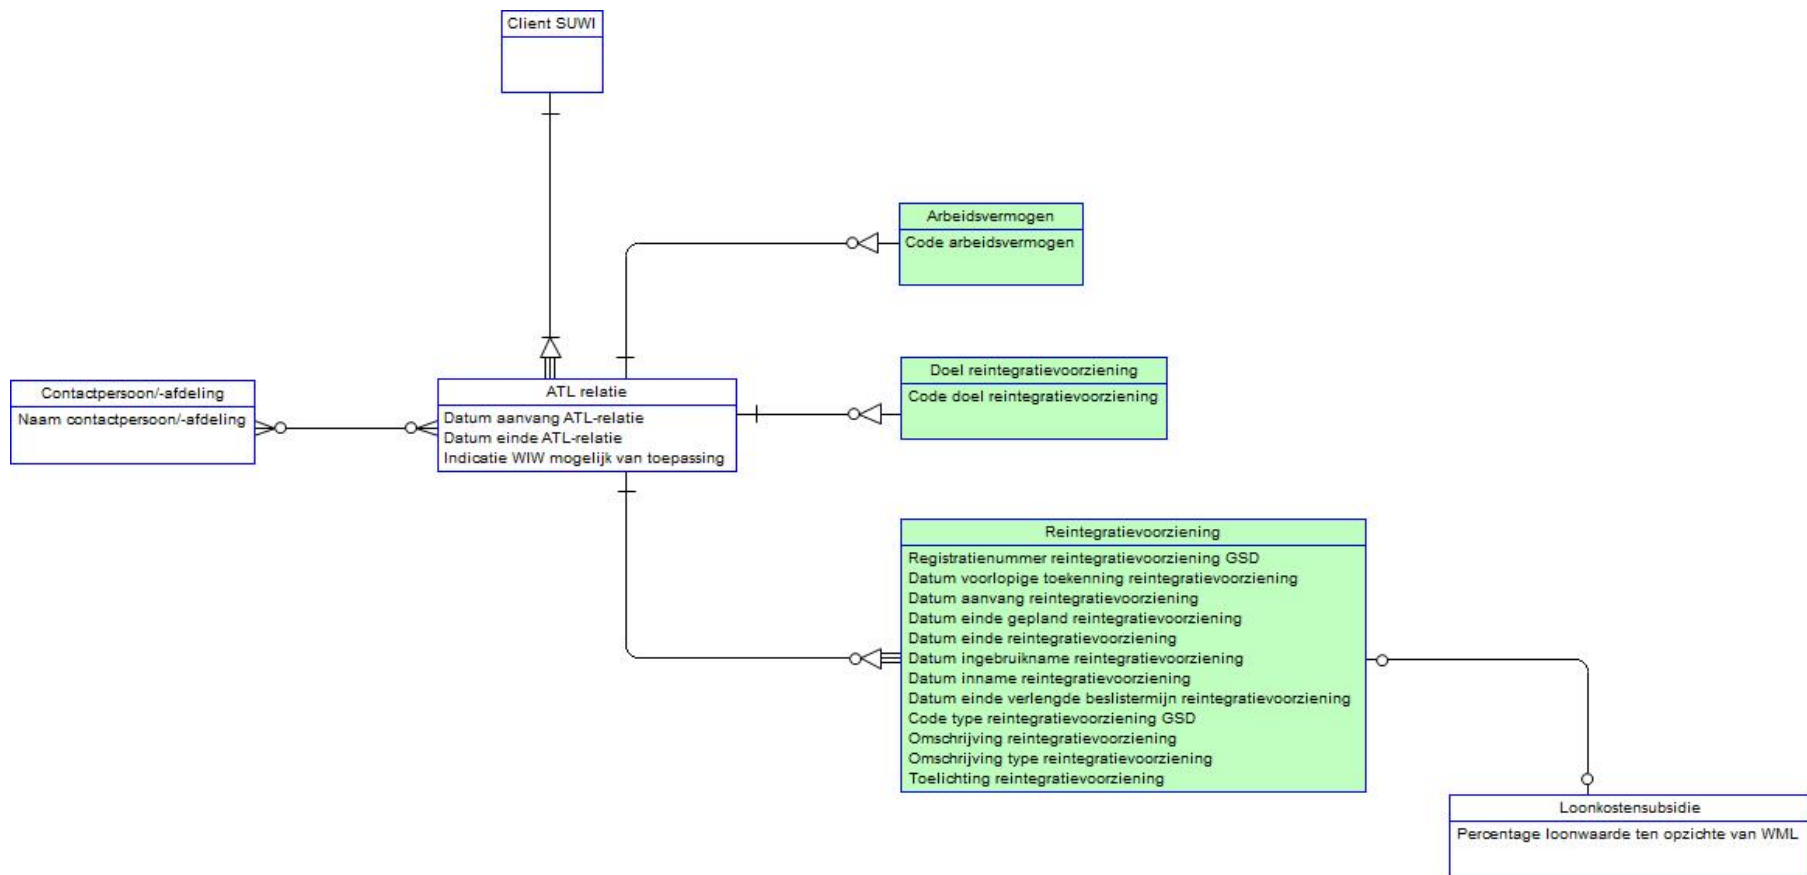 Client SUWI
Arbeidsvermogen
Code arbeidsvermogen
Doel reintegratievoorziening
Code doel reintegratievoorziening
Contactpersoon/-afdeling
Naam contactpersoon/-afdeling
ATL relatie
Datum aanvang ATL-relatie
Datum einde ATL-relatie
Indicatie WIW mogelijk van toepassing
Reintegratievoorziening
Registratienummer reintegratievoorziening GSD
Datum voorlopige toekenning reintegratievoorziening
Datum aanvang reintegratievoorziening
Datum einde gepland reintegratievoorziening
Datum einde reintegratievoorziening
Datum ingebruikname reintegratievoorziening
Datum inname reintegratievoorziening
Datum einde verlengde beslistermijn reintegratievoorziening
Code type reintegratievoorziening GSD
Omschrijving reintegratievoorziening
Omschrijving type reintegratievoorziening
Toelichting reintegratievoorziening
Loonkostensubsidie
Percentage loonwaarde ten opzichte van WML